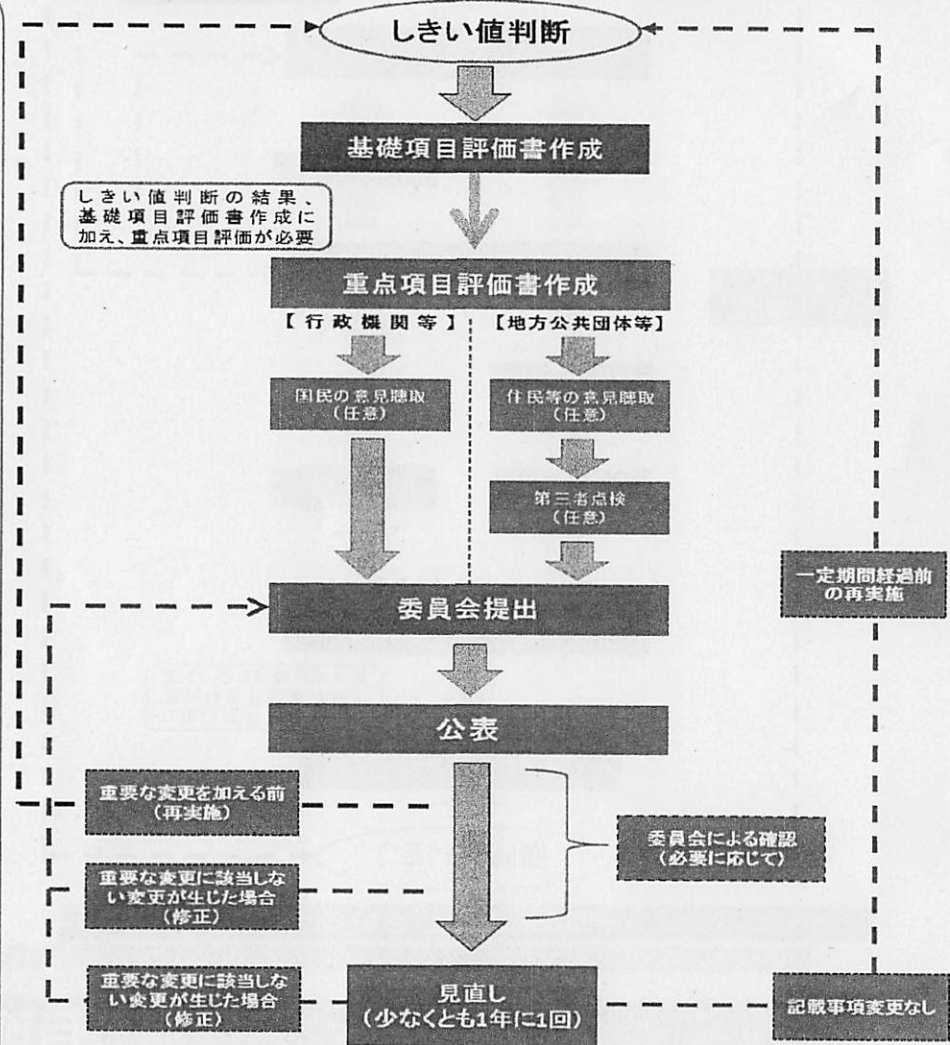 しきい値判断
基礎項目評価書作成
しきい値判断の結果、
基礎項目評価書作成に
加え、重点項目評価が必要
重点項目評価書作成
【行政機関等】
【地方公共団体等】
国民の意見聴取
(任意)
住民等の意見聴取
(任意)
第三者点検
(任意)
一定期間経過前
の再実施
委員会提出
公表
重要な変更を加える前
(再実施)
委員会による確認
(必要に応じて)
重要な変更に該当しな
い変更が生じた場合
(修正)
重要な変更に該当しな
い変更が生じた場合
(修正)
見直し
(少なくとも1年に1回)
記載事項変更なし